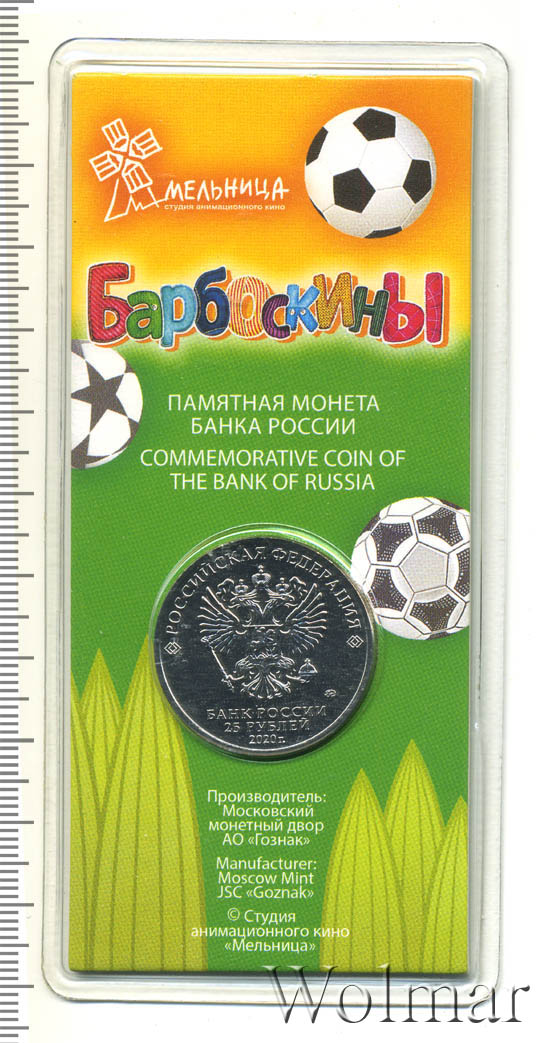 МЕЛЬНИЦА
студия анимационного кино
Барбоскины
ПАМЯТНАЯ МОНЕТА
БАНКА РОССИИ
COMMEMORATIVE COIN OF
THE BANK OF RUSSIA
РОССИЙСКАЯ ФЕДЕРАЦИЯ
БАНК РОССИИ
25 РУБЛЕЙ
2020 г.
Производитель:
Московский
монетный двор
АО «Гознак»
Manufacturer:
Moscow Mint
JSC «Goznak»
© Студия
анимационного кино
«Мельница»
Wolmar